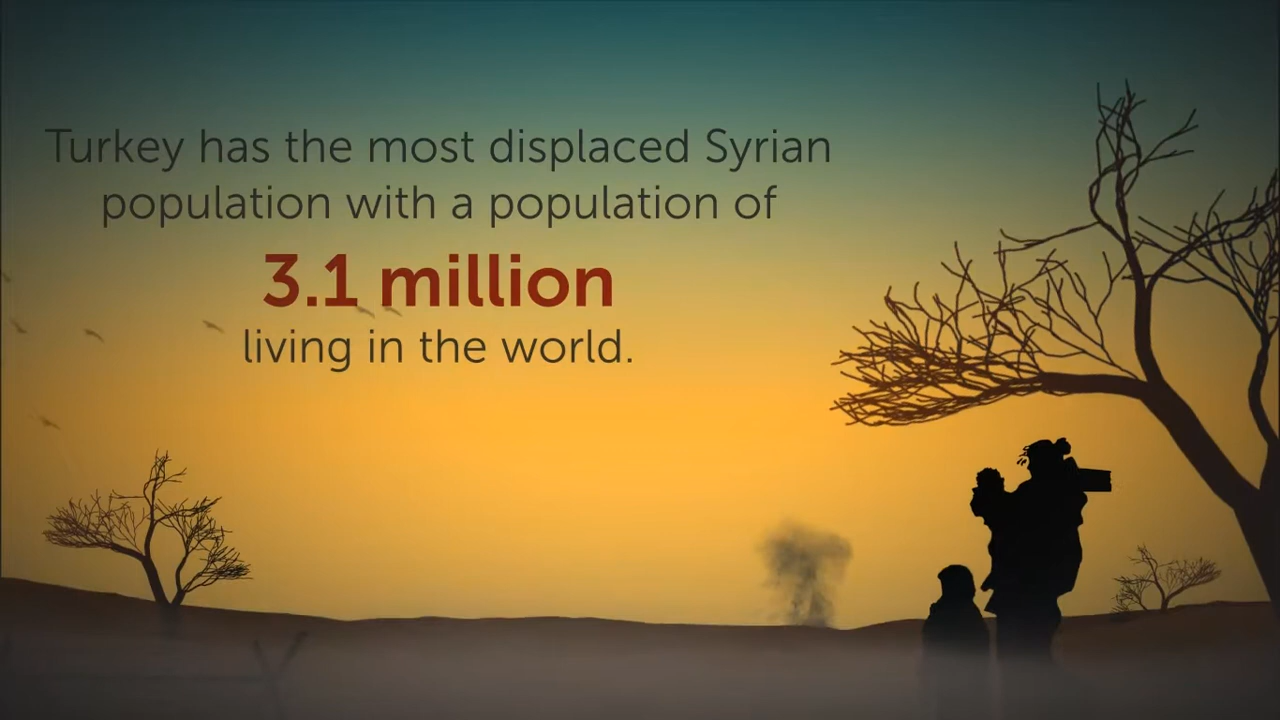 Turkey has the most displaced Syrian
population with a population of
3.1 million
living in the world.